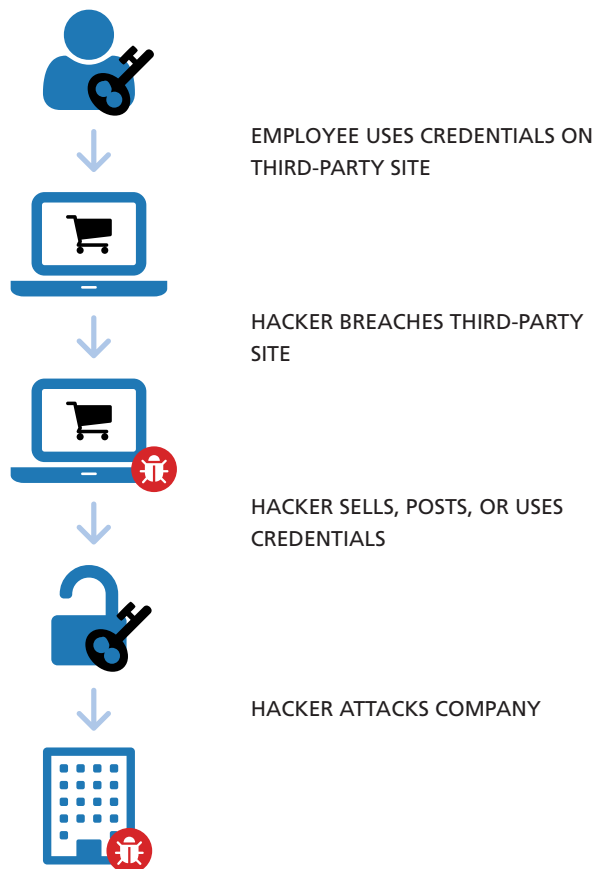 EMPLOYEE USES CREDENTIALS ON
THIRD-PARTY SITE
HACKER BREACHES THIRD-PARTY
SITE
HACKER SELLS, POSTS, OR USES
CREDENTIALS
HACKER ATTACKS COMPANY